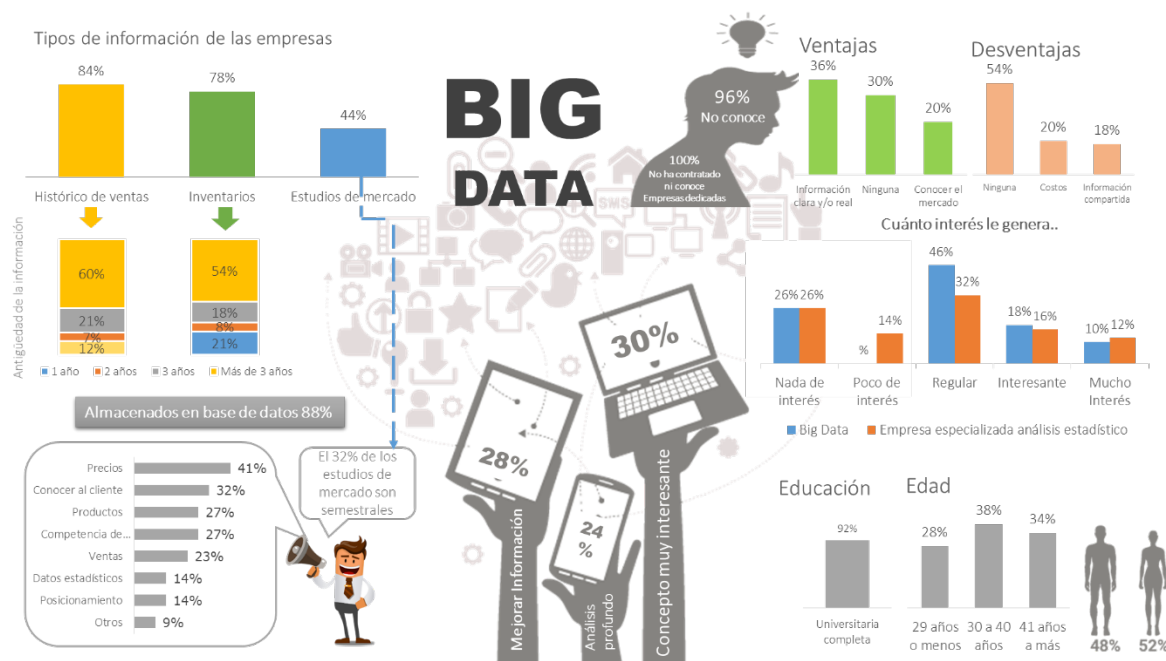 Tipos de información de las empresas
84%
78%
44%
Histórico de ventas
Inventarios
Estudios de mercado
Antigüedad de la información
60%
21%
7%
12%
54%
18%
8%
21%
1 año
2 años
3 años
Más de 3 años
Almacenados en base de datos 88%
Precios 41%
Conocer al cliente 32%
Productos 27%
Competencia de... 27%
Ventas 23%
Datos estadísticos 14%
Posicionamiento 14%
Otros 9%
El 32% de los
estudios de
mercado son
semestrales
BIG
DATA
96%
No conoce
100%
No ha contratado
ni conoce
Empresas dedicadas
SMS
28%
24
%
30%
Mejorar Información
Análisis
profundo
Concepto muy interesante
Ventajas
36%
30%
20%
Información
clara y/o real
Ninguna
Conocer el
mercado
Desventajas
54%
20%
18%
Ninguna
Costos
Información
compartida
Cuánto interés le genera..
26%
26%
%
14%
46%
32%
18%
16%
10%
12%
Nada de
interés
Poco de
interés
Regular
Interesante
Mucho
Interés
Big Data
Empresa especializada análisis estadístico
Educación
92%
Universitaria
completa
Edad
28%
38%
34%
29 años
o menos
30 a 40
años
41 años
a más
48%
52%